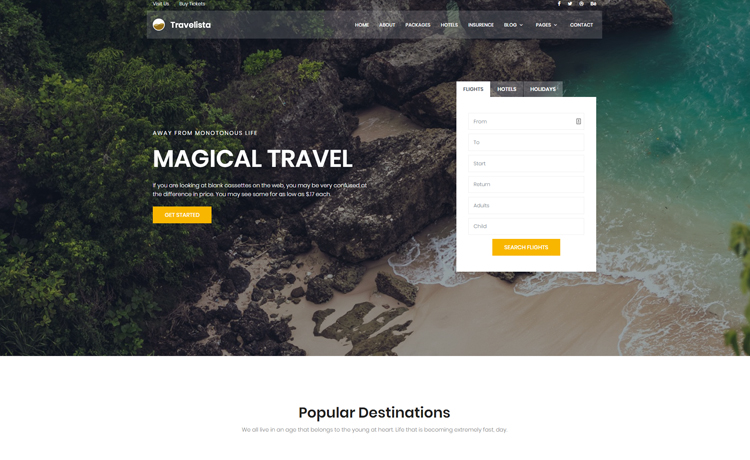 Visit Us Buy Tickets
Travelista
HOME ABOUT PACKAGES HOTELS INSURENCE BLOG PAGES CONTACT
FLIGHTS HOTELS HOLIDAYS
From
To
Start
Return
Adults
Child
SEARCH FLIGHTS
AWAY FROM MONOTONOUS LIFE
MAGICAL TRAVEL
If you are looking at blank cassettes on the web, you may be very confused at
the difference in price. You may see some for as low as $.17 each.
GET STARTED
Popular Destinations
We all live in an age that belongs to the young at heart. Life that is becoming extremely fast, day.